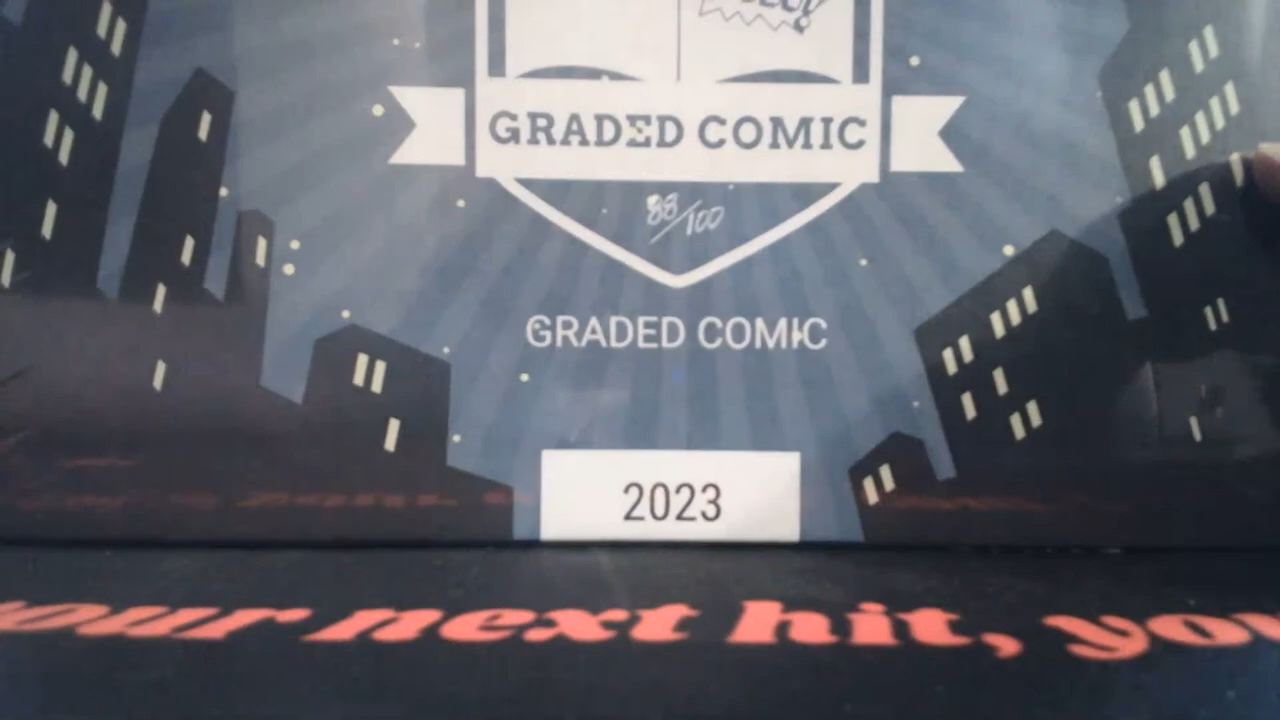 GRADED COMIC
88/100
GRADED COMIC
2023
our next hit, yo